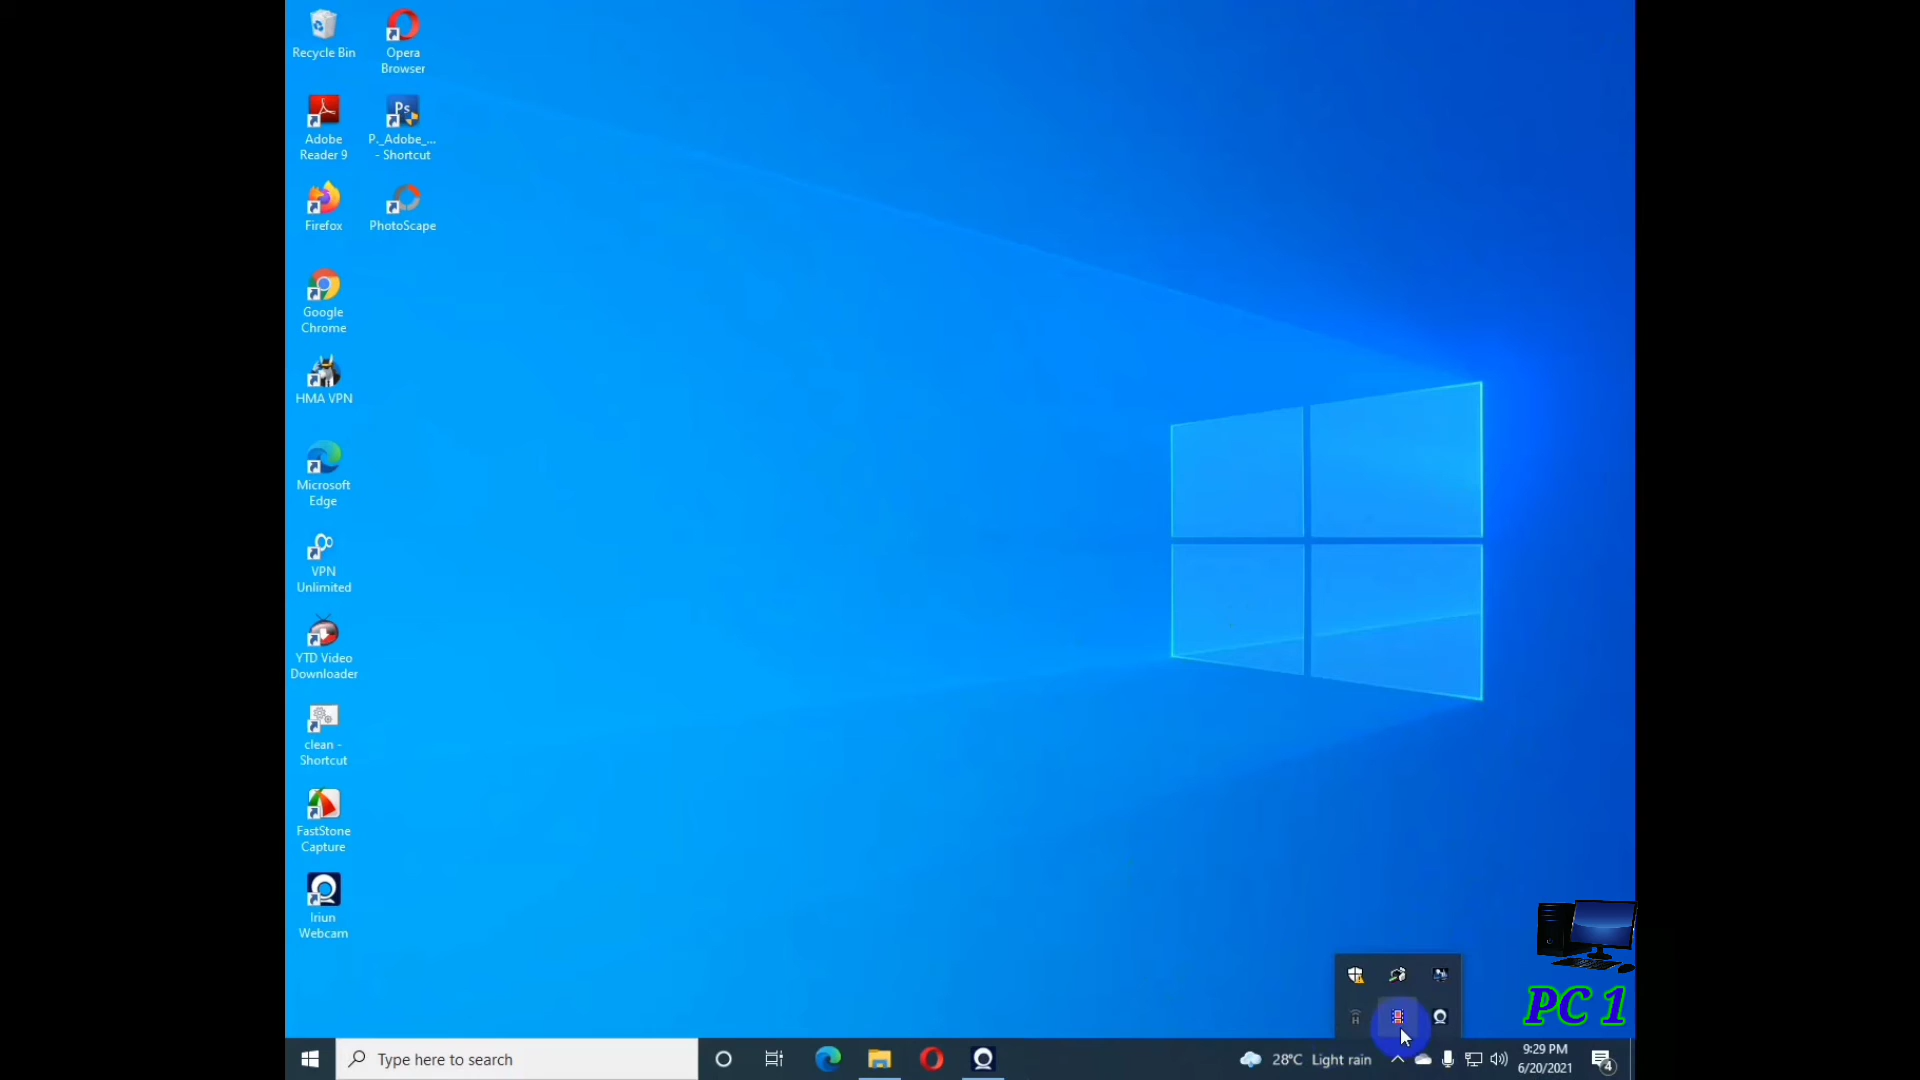 Recycle Bin
Opera
Browser
Adobe
Reader 9
Ps
P._Adobe_...
- Shortcut
Firefox
PhotoScape
Google
Chrome
HMA VPN
Microsoft
Edge
VPN
Unlimited
YTD Video
Downloader
clean -
Shortcut
FastStone
Capture
Iriun
Webcam
PC 1
Type here to search
28°C Light rain
9:29 PM
6/20/2021
4